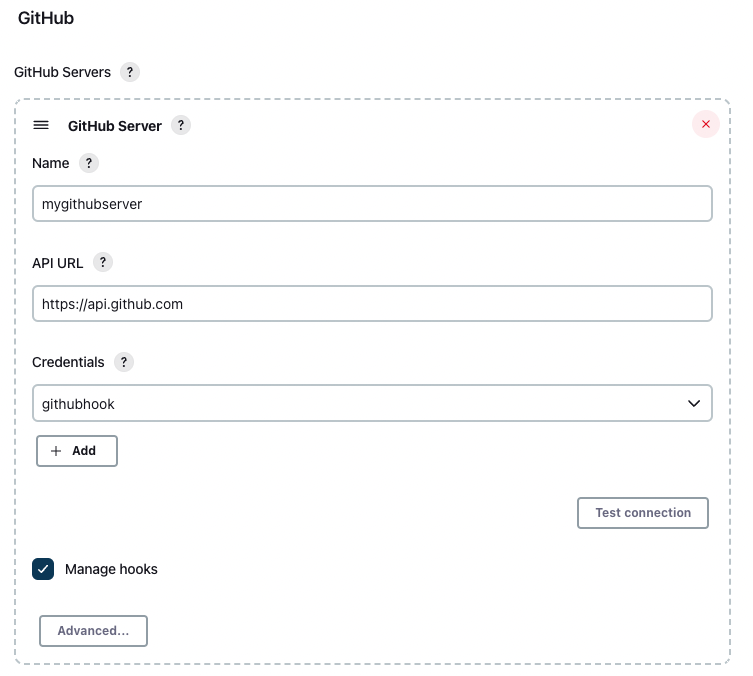 GitHub
GitHub Servers ?
GitHub Server ?
Name ?
mygithubserver
API URL ?
https://api.github.com
Credentials ?
githubhook
+ Add
Test connection
Manage hooks
Advanced...